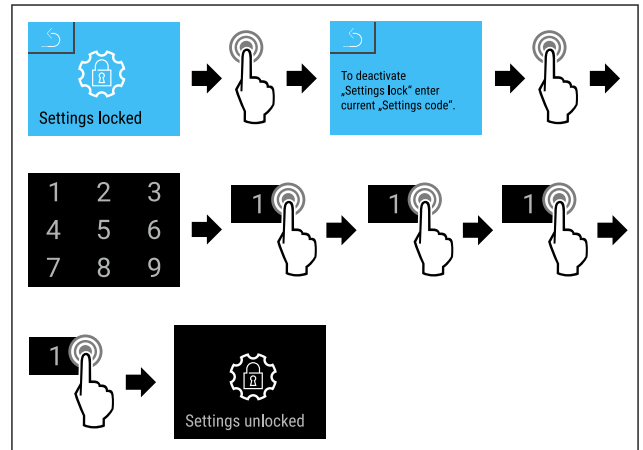 Settings locked
To deactivate
„Settings lock“ enter
current „Settings code“.
1 2 3
4 5 6
7 8 9
1
1
1
1
Settings unlocked